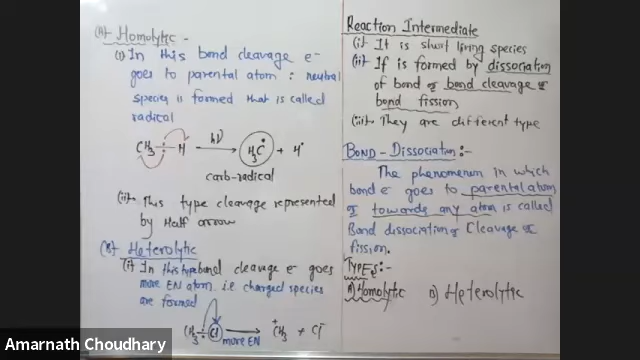 (A) Homolytic -
(i) In this bond cleavage e-
goes to parental atom ∴ neutral
species is formed that is called
radical
CH3 ÷ H hν → H3C• + H•
carb-radical
(ii) This type cleavage represented
by Half arrow
(B) Heterolytic
(i) In this type bond cleavage e- goes
more EN atom. i.e charged species
are formed
CH3 ÷ Cl → +CH3 + Cl-
more EN
Reaction Intermediate
(i) It is short living species
(ii) If is formed by dissociation
of bond or bond cleavage or
bond fission
(iii) They are different type
BOND - Dissociation :-
The phenomenon in which
bond e- goes to parental atom
or towards any atom is called
Bond dissociation or Cleavage or
fission.
TYPES :-
A) Homolytic B) Heterolytic
Amarnath Choudhary